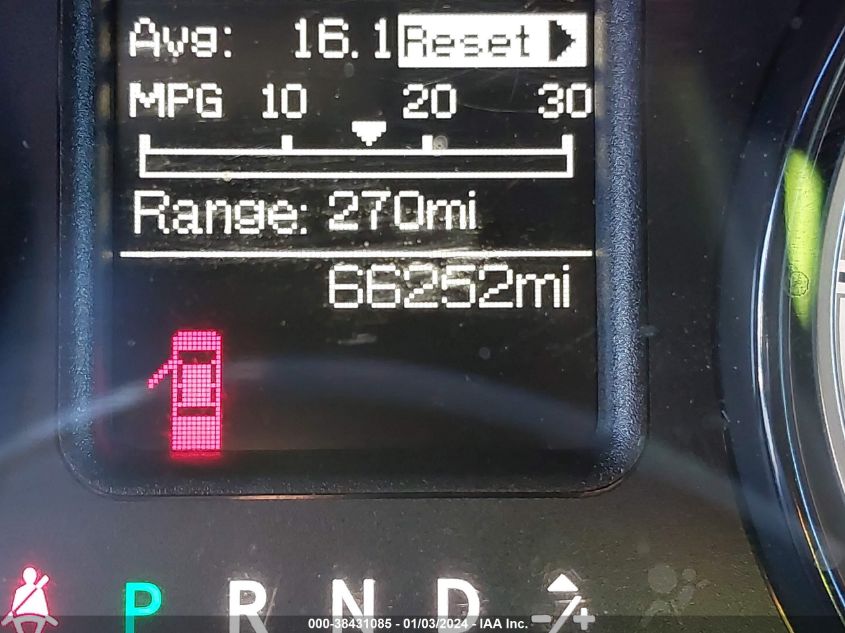 Avg: 16.1 Reset
MPG 10 20 30
Range: 270mi
66252mi
P R N D - +
000-38431085 - 01/03/2024 - IAA Inc.